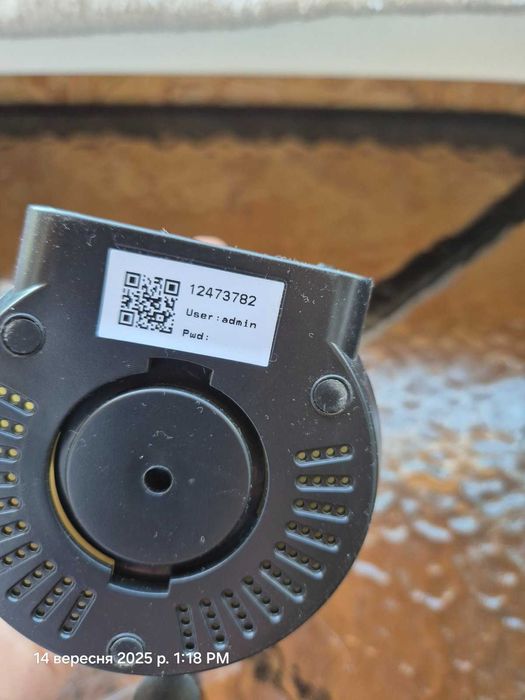 12473782
User:admin
Pwd:
14 вересня 2025 р. 1:18 PM